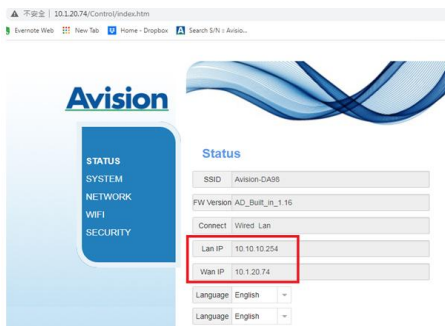 不安全 | 10.1.20.74/Control/index.htm
Evernote Web New Tab Home - Dropbox Search S/N :: Avisio...
Avision
STATUS
SYSTEM
NETWORK
WIFI
SECURITY
Status
SSID Avision-DA98
FW Version AD_Built_in_1.16
Connect Wired Lan
Lan IP 10.10.10.254
Wan IP 10.1.20.74
Language English
Language English